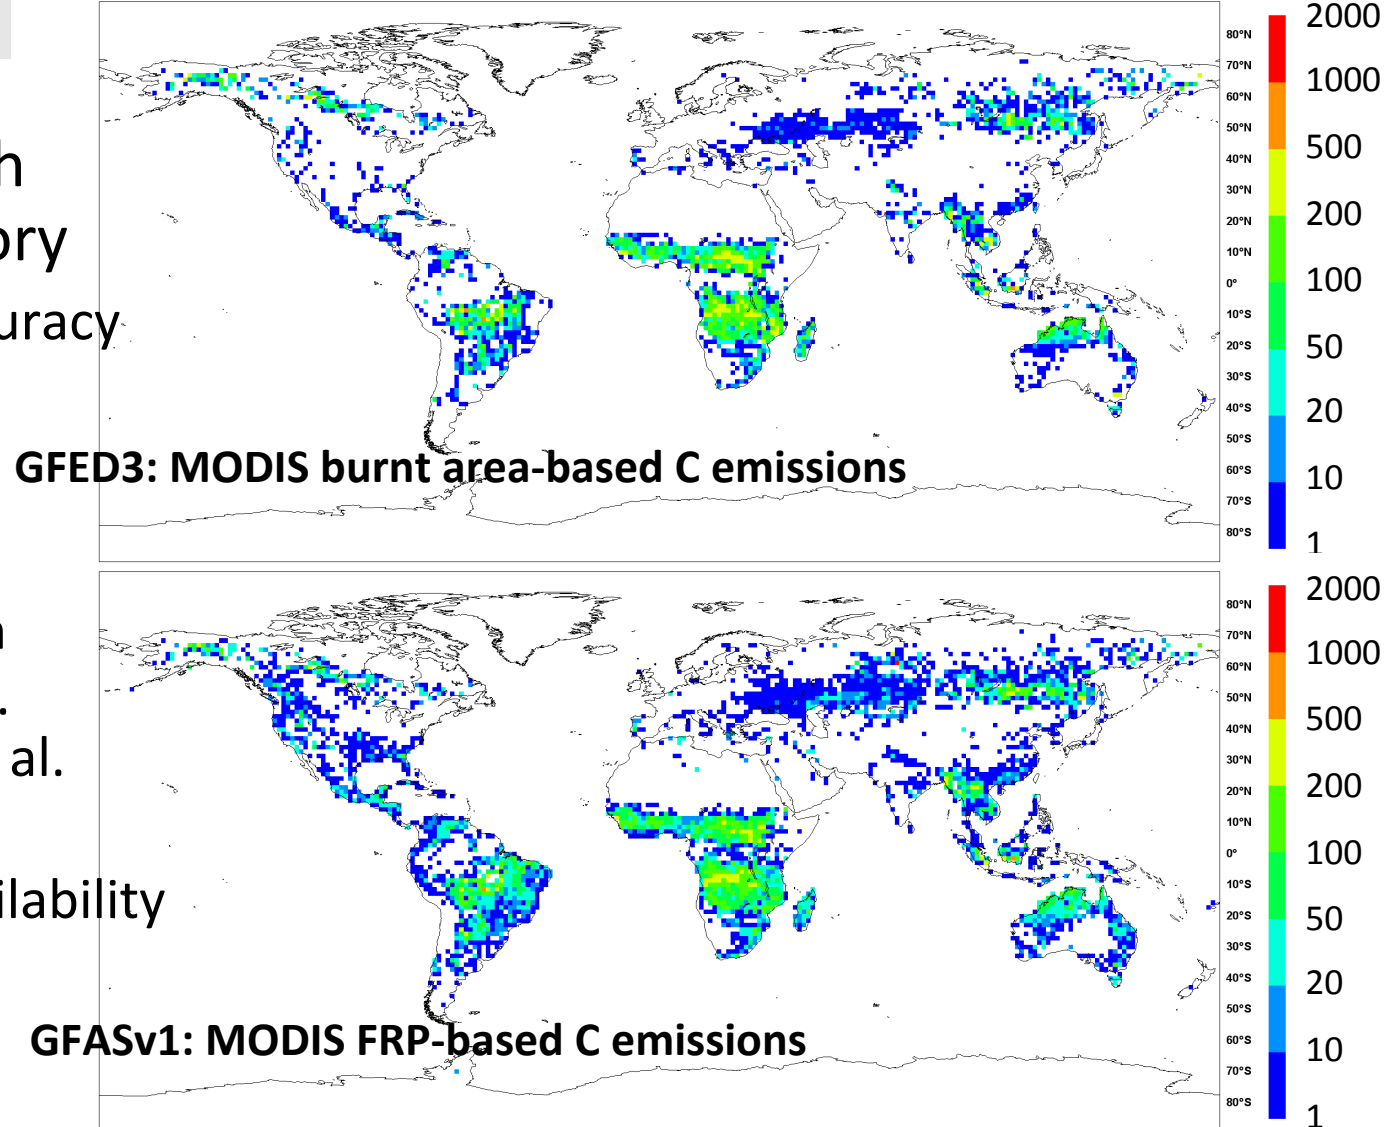 h
ory
uracy
GFED3: MODIS burnt area-based C emissions
80°N
70°N
60°N
50°N
40°N
30°N
20°N
10°N
0°
10°S
20°S
30°S
40°S
50°S
60°S
70°S
80°S
2000
1000
500
200
100
50
20
10
1
n
.
al.
ilability
GFASv1: MODIS FRP-based C emissions
80°N
70°N
60°N
50°N
40°N
30°N
20°N
10°N
0°
10°S
20°S
30°S
40°S
50°S
60°S
70°S
80°S
2000
1000
500
200
100
50
20
10
1